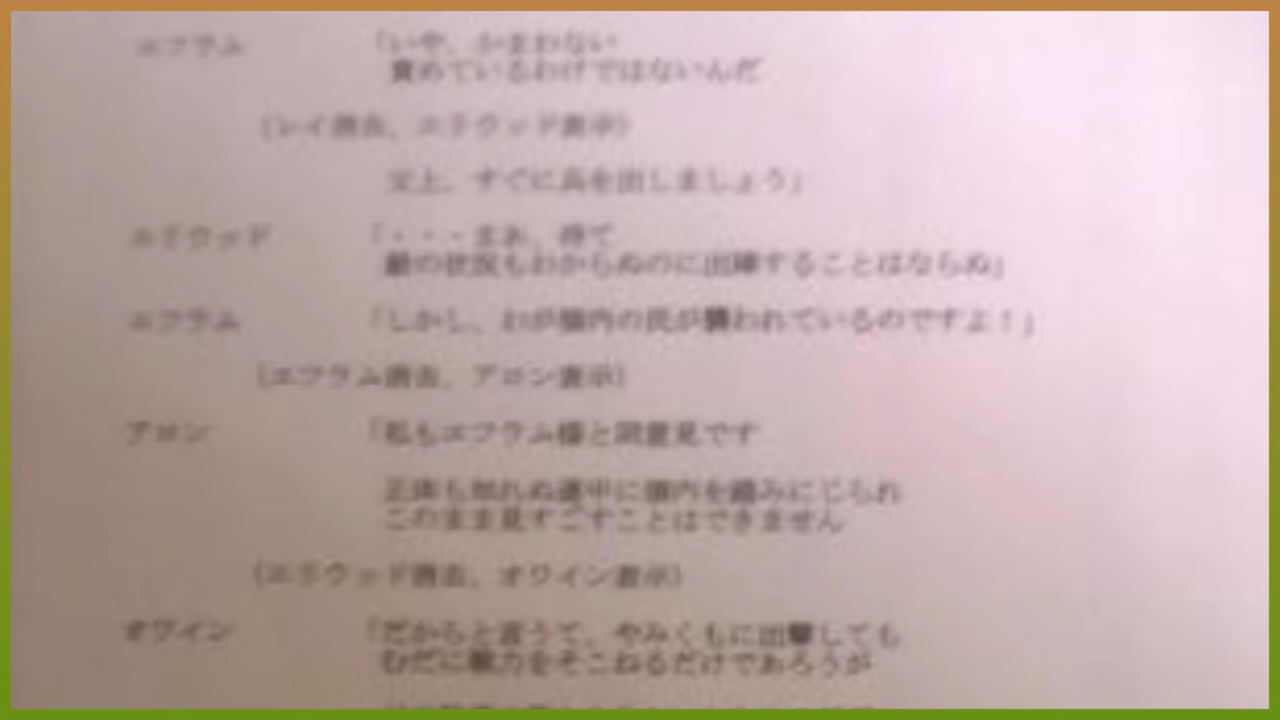 エフラム 「いや、かまわない
責めているわけではないんだ
(レイ消去、エリウッド表示)
父上、すぐに兵を出しましょう」
エリウッド 「・・・まあ、待て
敵の状況もわからぬのに出陣することはならぬ」
エフラム 「しかし、わが領内の民が襲われているのですよ!」
(エフラム消去、アロン表示)
アロン 「私もエフラム様と同意見です
正体も知れぬ連中に領内を踏みにじられ
このまま見すごすことはできません
(エリウッド消去、オワイン表示)
オワイン 「だからと言うて、やみくもに出撃しても
むだに戦力をそこねるだけであろうが